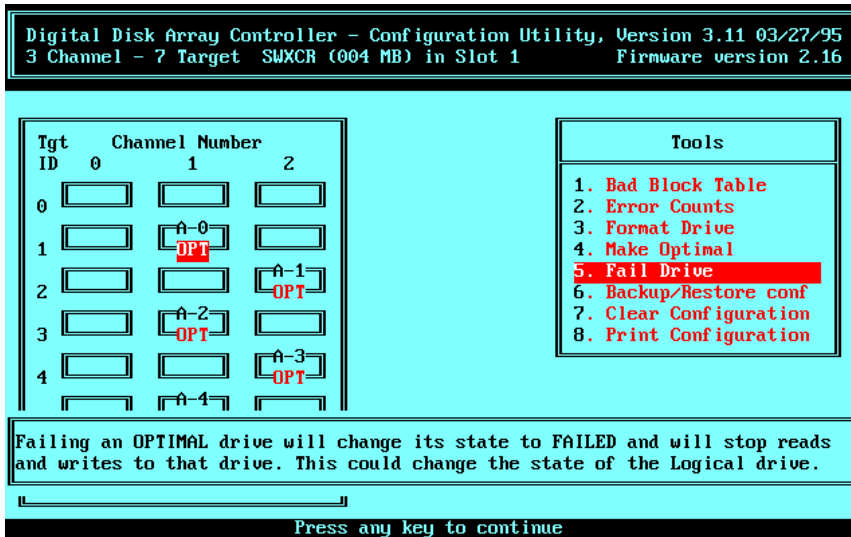 Digital Disk Array Controller - Configuration Utility, Version 3.11 03/27/95
3 Channel - 7 Target SWXCR (004 MB) in Slot 1 Firmware version 2.16
Tgt Channel Number
ID 0 1 2
0
A-0
1 OPT
A-1
2 OPT
A-2
3 OPT
A-3
4 OPT
A-4
Tools
1. Bad Block Table
2. Error Counts
3. Format Drive
4. Make Optimal
5. Fail Drive
6. Backup/Restore conf
7. Clear Configuration
8. Print Configuration
Failing an OPTIMAL drive will change its state to FAILED and will stop reads
and writes to that drive. This could change the state of the Logical drive.
Press any key to continue